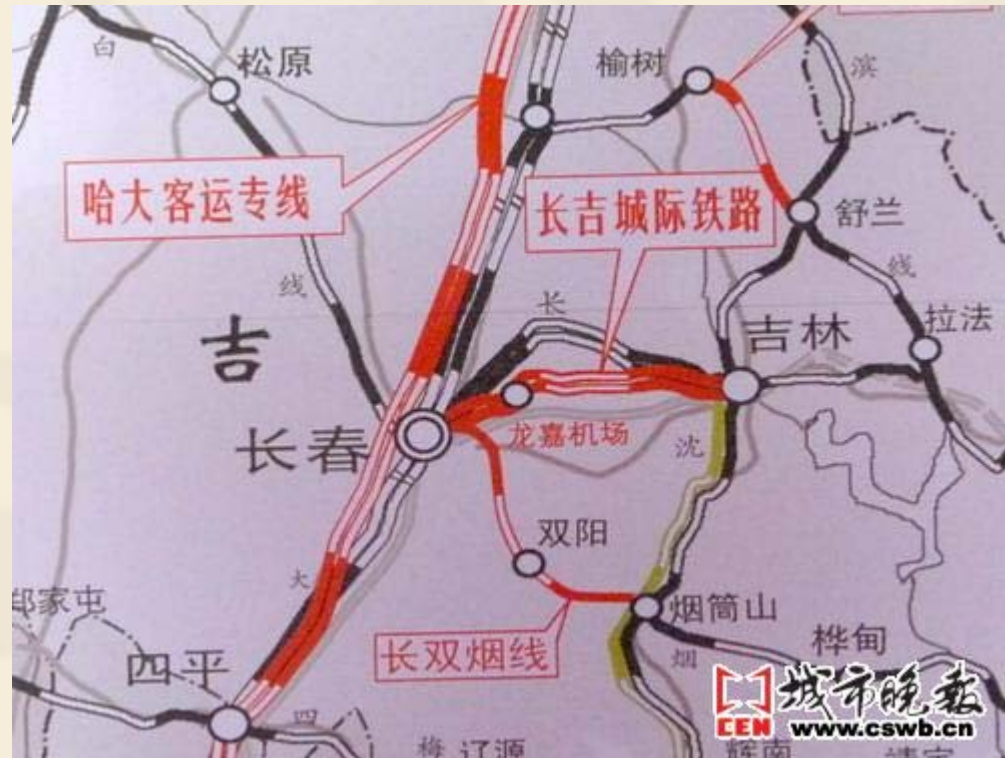 白
松原
榆树
滨
哈大客运专线
长吉城际铁路
舒兰
线
线
长
拉法
吉
吉林
长春
龙嘉机场
沈
双阳
大
郑家屯
烟筒山
桦甸
四平
长双烟线
烟
四
梅
辽源
辉南
城市晚报
CEN
www.cswb.cn